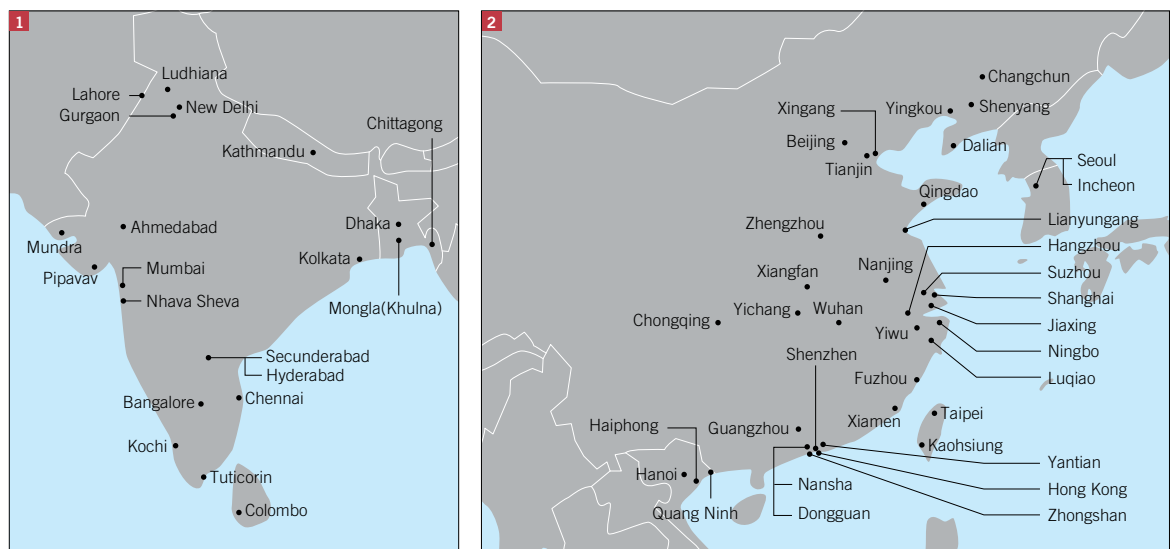 1
Ludhiana
Lahore
New Delhi
Gurgaon
Chittagong
Kathmandu
Ahmedabad
Dhaka
Mundra
Kolkata
Pipavav
Mumbai
Nhava Sheva
Mongla(Khulna)
Secunderabad
Hyderabad
Bangalore
Chennai
Kochi
Tuticorin
Colombo
2
Changchun
Xingang
Yingkou
Shenyang
Beijing
Dalian
Tianjin
Seoul
Incheon
Qingdao
Lianyungang
Zhengzhou
Hangzhou
Nanjing
Suzhou
Xiangfan
Shanghai
Yichang
Wuhan
Chongqing
Jiaxing
Yiwu
Ningbo
Shenzhen
Luqiao
Fuzhou
Xiamen
Taipei
Haiphong
Guangzhou
Kaohsiung
Yantian
Hanoi
Nansha
Hong Kong
Quang Ninh
Dongguan
Zhongshan